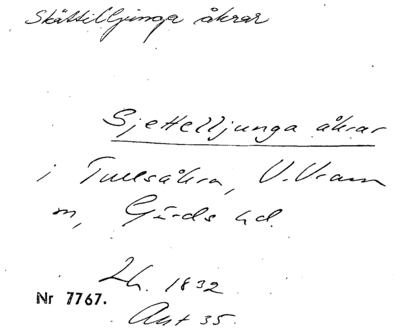 Skättilljunga åkrar
Sjettelljunga åkrar
i Tullsåkra, V. Vram
m, Gärds hd.
Lh. 1832
Nr 7767.
Akt 35.